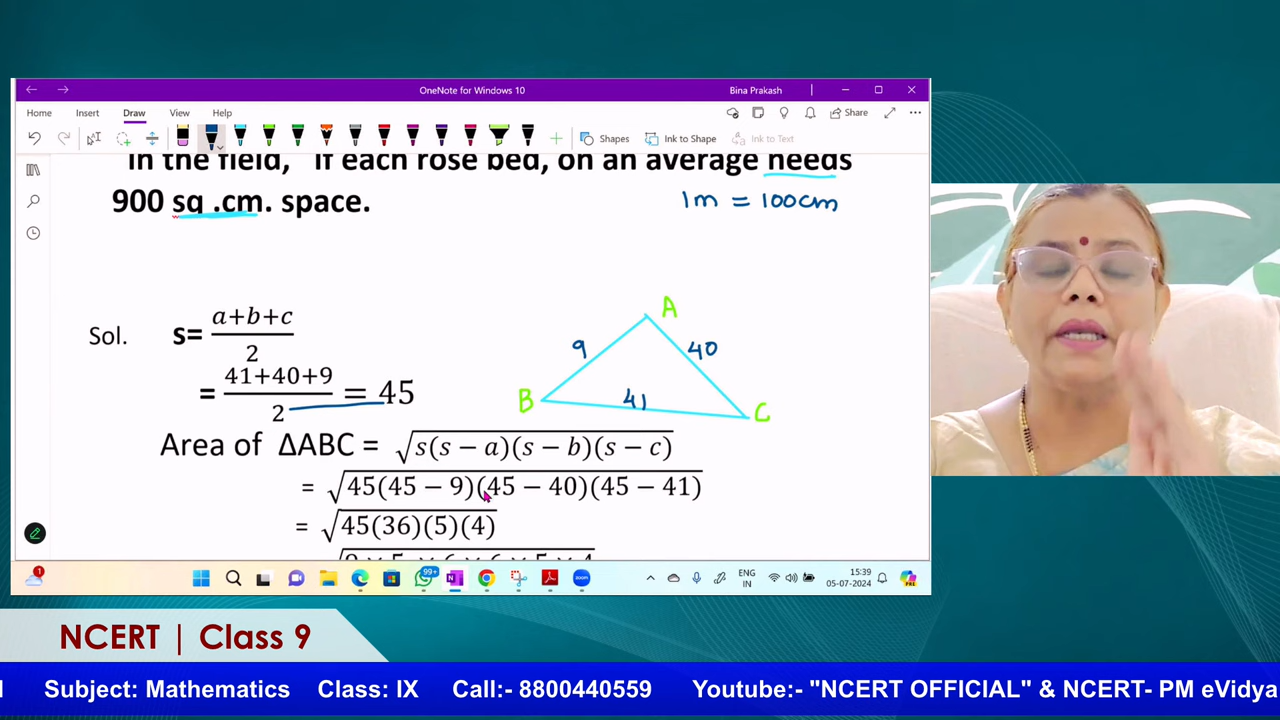 OneNote for Windows 10
Bina Prakash
Home Insert Draw View Help
Share
Shapes Ink to Shape Ink to Text
in the field, if each rose bed, on an average needs
900 sq .cm. space.
1m = 100cm
Sol. s= a+b+c
2
= 41+40+9
2 = 45
A
9 40
B 41 C
Area of ΔABC = √s(s − a)(s − b)(s − c)
= √45(45 − 9)(45 − 40)(45 − 41)
= √45(36)(5)(4)
99+
1
ENG
IN
15:39
05-07-2024
NCERT | Class 9
Subject: Mathematics Class: IX Call:- 8800440559 Youtube:- "NCERT OFFICIAL" & NCERT- PM eVidya